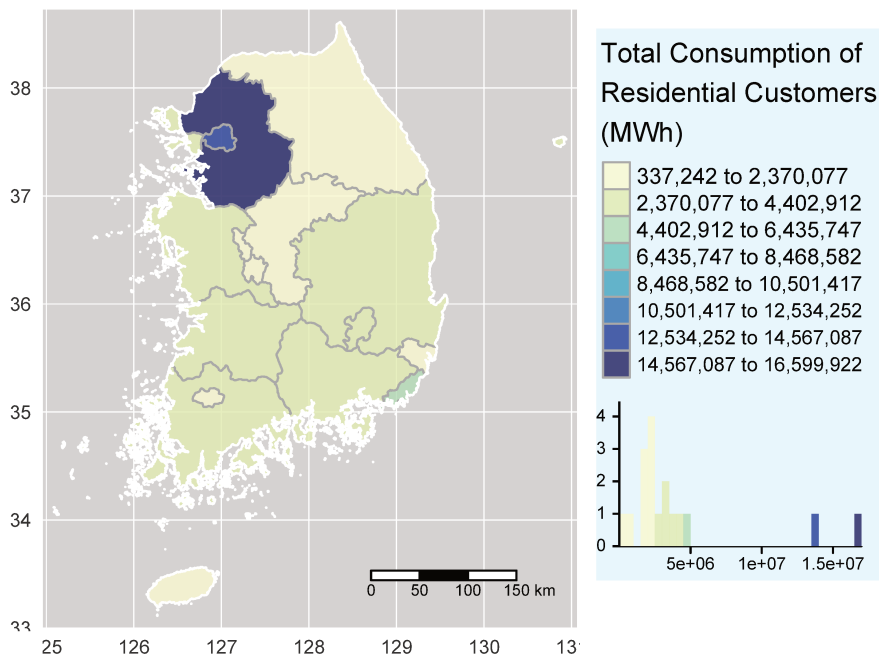 38
37
36
35
34
33
25
126
127
128
129
130
131
0
50
100
150 km
Total Consumption of
Residential Customers
(MWh)
337,242 to 2,370,077
2,370,077 to 4,402,912
4,402,912 to 6,435,747
6,435,747 to 8,468,582
8,468,582 to 10,501,417
10,501,417 to 12,534,252
12,534,252 to 14,567,087
14,567,087 to 16,599,922
4
3
2
1
0
5e+06
1e+07
1.5e+07